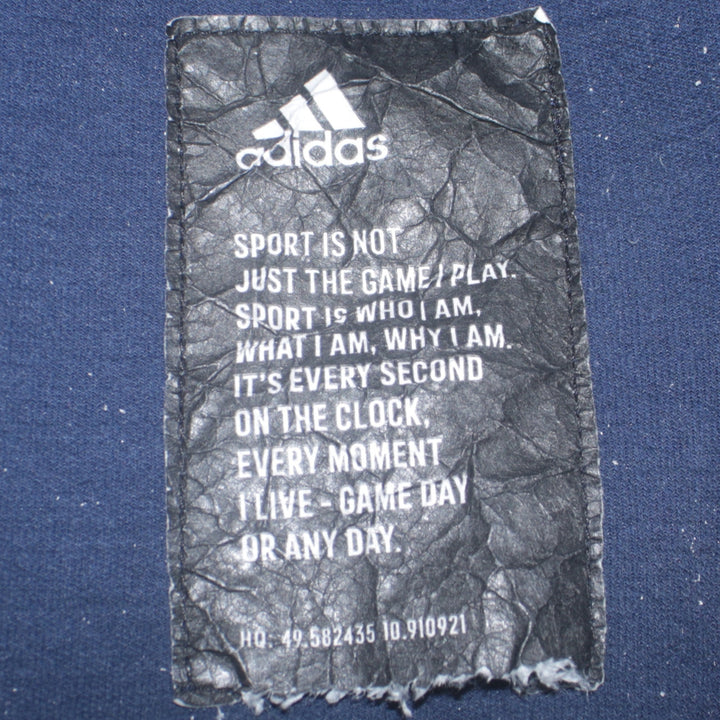 adidas
SPORT IS NOT
JUST THE GAME I PLAY.
SPORT IS WHO I AM,
WHAT I AM, WHY I AM.
IT'S EVERY SECOND
ON THE CLOCK,
EVERY MOMENT
I LIVE - GAME DAY
OR ANY DAY.
HQ: 49.582435 10.910921